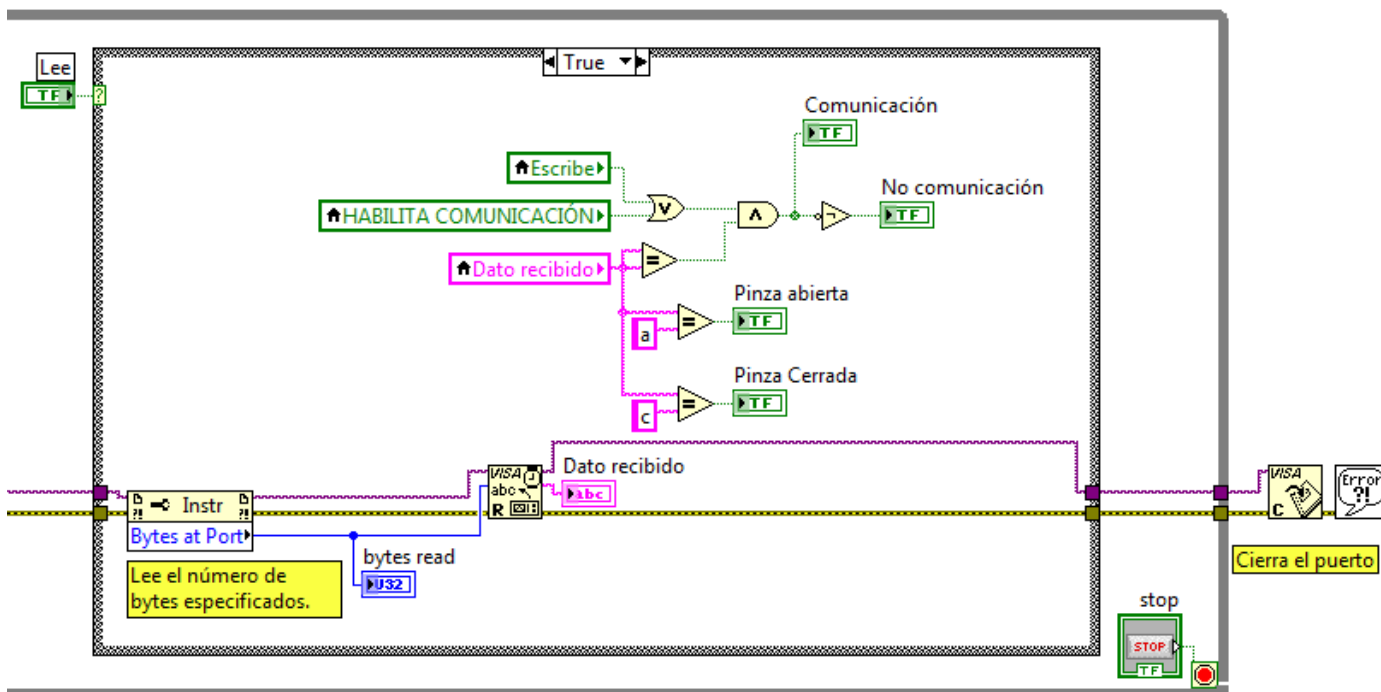 Lee
TF
?
True
Comunicación
TF
Escribe
No comunicación
TF
HABILITA COMUNICACIÓN
V
Λ
¬
Dato recibido
=
Pinza abierta
=
TF
a
Pinza Cerrada
=
TF
c
Dato recibido
abc
VISA
abc
R
Instr
?!
?!
Bytes at Port
bytes read
U32
Lee el número de
bytes especificados.
VISA
C
Error
?!
Cierra el puerto
stop
STOP
TF